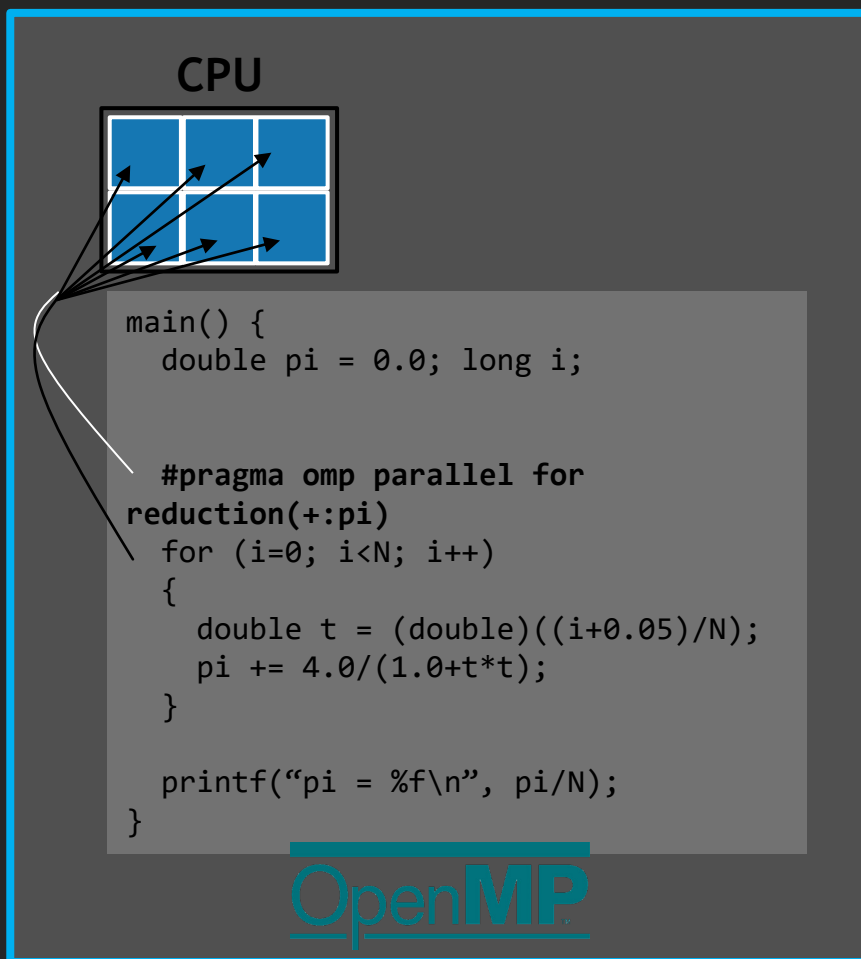 CPU
main() {
  double pi = 0.0; long i;
  #pragma omp parallel for
reduction(+:pi)
  for (i=0; i<N; i++)
  {
    double t = (double)((i+0.05)/N);
    pi += 4.0/(1.0+t*t);
  }
  printf(“pi = %f\n”, pi/N);
}
OpenMP